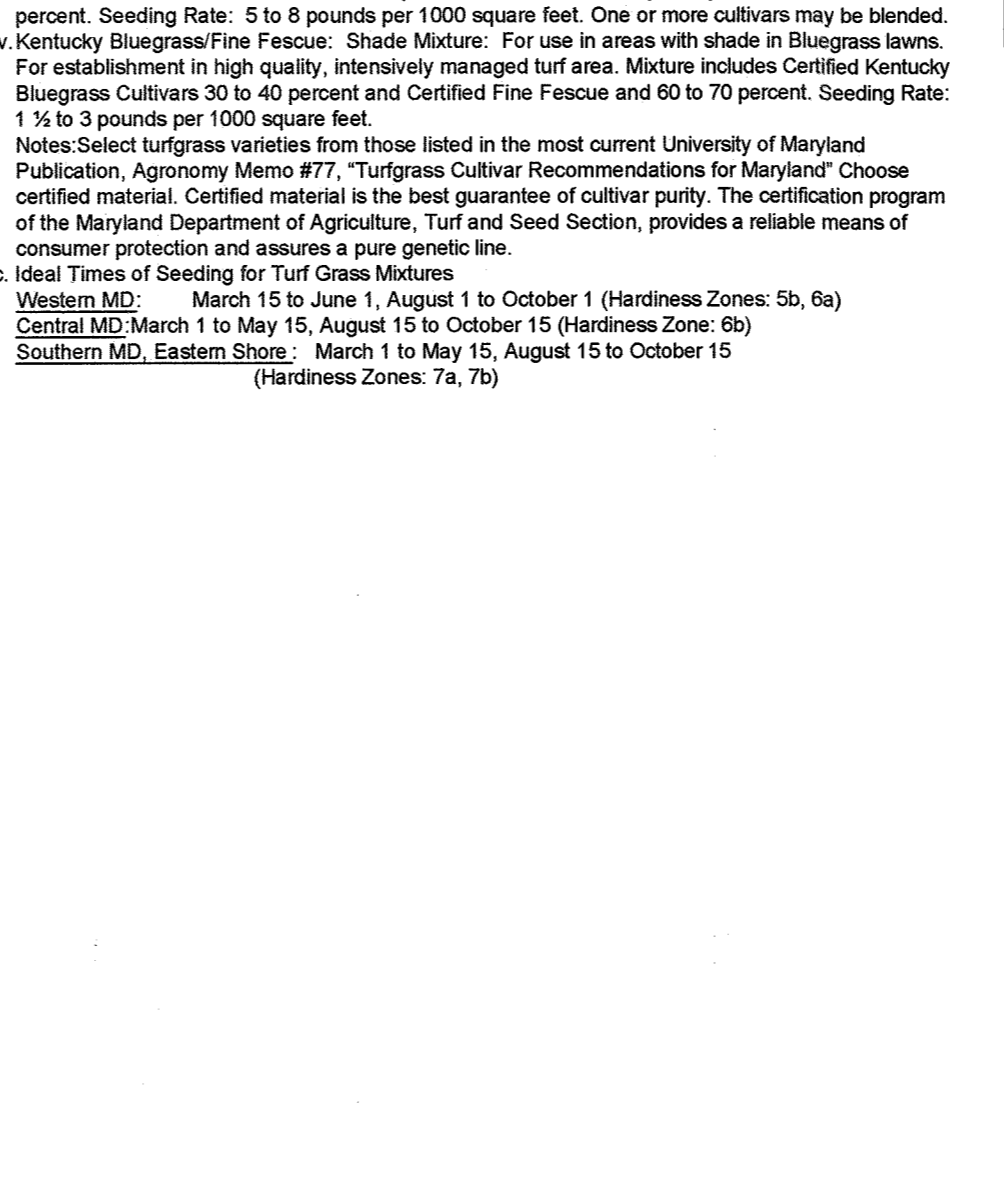 percent. Seeding Rate: 5 to 8 pounds per 1000 square feet. One or more cultivars may be blended.
v. Kentucky Bluegrass/Fine Fescue: Shade Mixture: For use in areas with shade in Bluegrass lawns.
For establishment in high quality, intensively managed turf area. Mixture includes Certified Kentucky
Bluegrass Cultivars 30 to 40 percent and Certified Fine Fescue and 60 to 70 percent. Seeding Rate:
1 ½ to 3 pounds per 1000 square feet.
Notes:Select turfgrass varieties from those listed in the most current University of Maryland
Publication, Agronomy Memo #77, “Turfgrass Cultivar Recommendations for Maryland” Choose
certified material. Certified material is the best guarantee of cultivar purity. The certification program
of the Maryland Department of Agriculture, Turf and Seed Section, provides a reliable means of
consumer protection and assures a pure genetic line.
c. Ideal Times of Seeding for Turf Grass Mixtures
Western MD: March 15 to June 1, August 1 to October 1 (Hardiness Zones: 5b, 6a)
Central MD:March 1 to May 15, August 15 to October 15 (Hardiness Zone: 6b)
Southern MD, Eastern Shore : March 1 to May 15, August 15 to October 15
(Hardiness Zones: 7a, 7b)